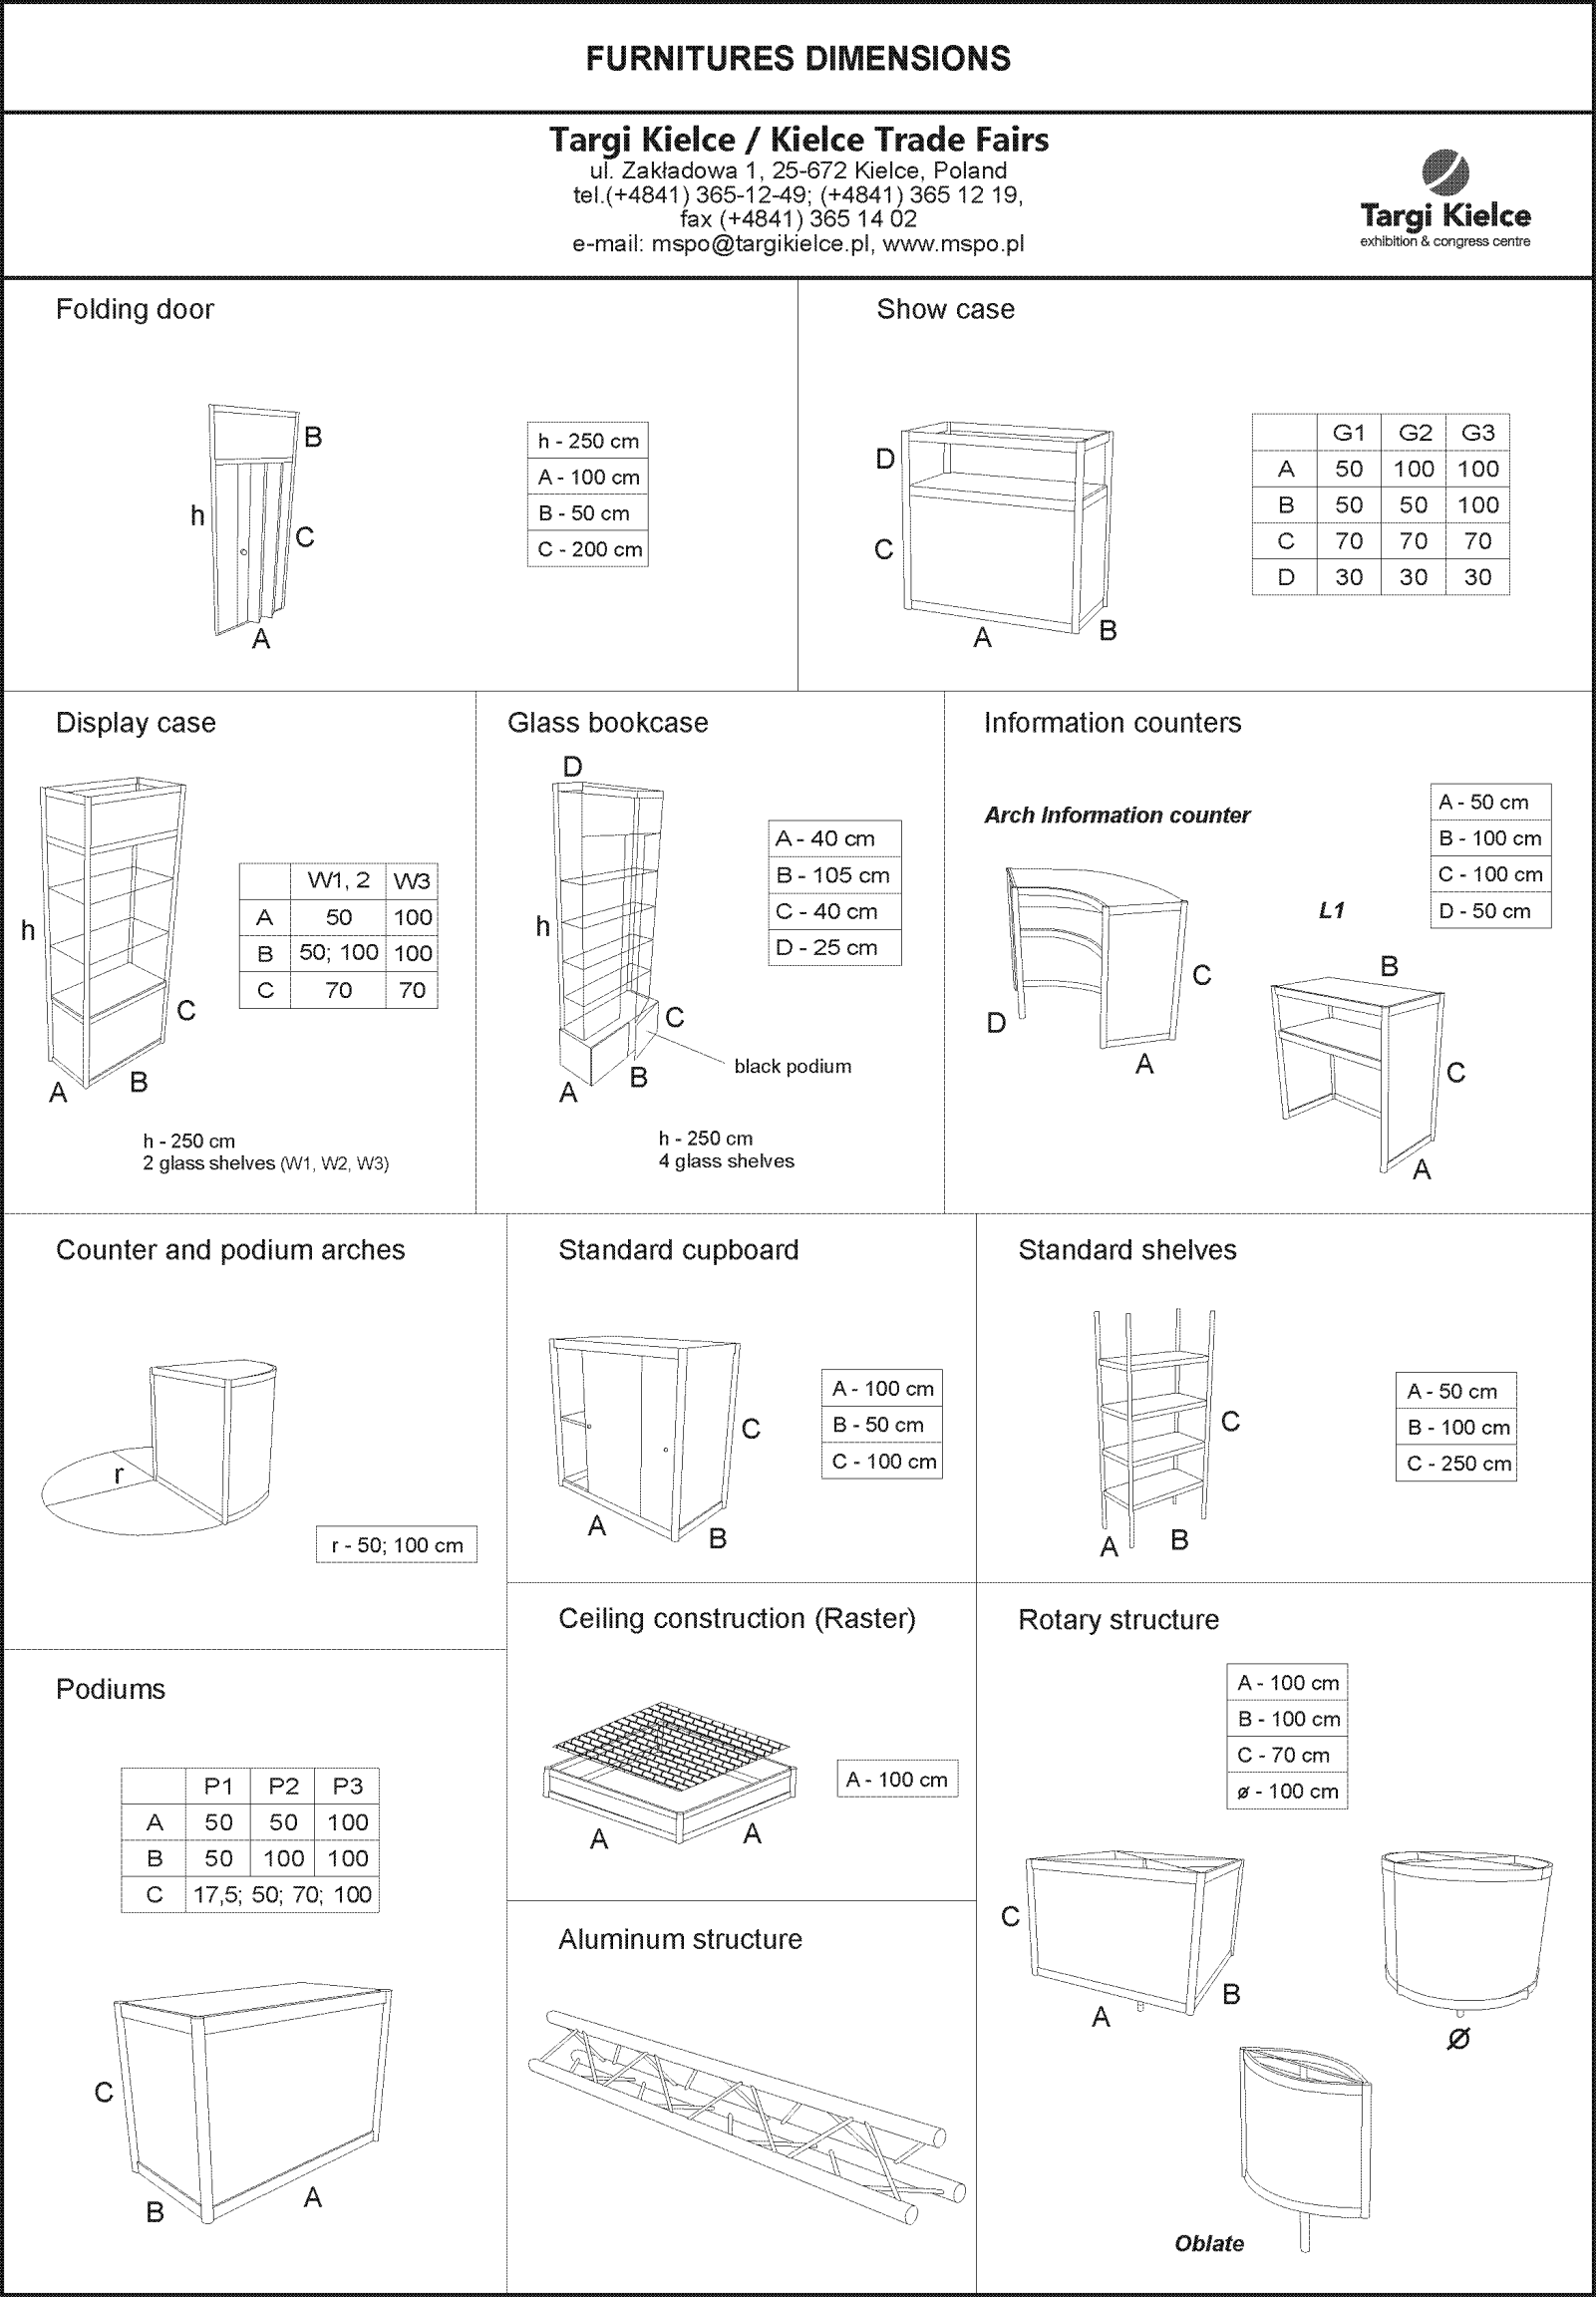 FURNITURES DIMENSIONS
Targi Kielce / Kielce Trade Fairs
ul. Zakładowa 1, 25-672 Kielce, Poland
tel.(+4841) 365-12-49; (+4841) 365 12 19,
fax (+4841) 365 14 02
e-mail: mspo@targikielce.pl, www.mspo.pl
Targi Kielce
exhibition & congress centre
Folding door
B
h
C
A
h - 250 cm
A - 100 cm
B - 50 cm
C - 200 cm
Show case
D
C
A
B
G1 G2 G3
A 50 100 100
B 50 50 100
C 70 70 70
D 30 30 30
Display case
h
C
B
A
W1, 2 W3
A 50 100
B 50; 100 100
C 70 70
h - 250 cm
2 glass shelves (W1, W2, W3)
Glass bookcase
D
h
C
B
A
black podium
A - 40 cm
B - 105 cm
C - 40 cm
D - 25 cm
h - 250 cm
4 glass shelves
Information counters
Arch Information counter
C
D
A
A - 50 cm
B - 100 cm
C - 100 cm
D - 50 cm
L1
B
C
A
Counter and podium arches
r
r - 50; 100 cm
Standard cupboard
C
A
B
A - 100 cm
B - 50 cm
C - 100 cm
Standard shelves
C
A
B
A - 50 cm
B - 100 cm
C - 250 cm
Podiums
P1 P2 P3
A 50 50 100
B 50 100 100
C 17,5; 50; 70; 100
C
B
A
Ceiling construction (Raster)
A
A
A - 100 cm
Aluminum structure
Rotary structure
A - 100 cm
B - 100 cm
C - 70 cm
ø - 100 cm
C
A
B
Ø
Oblate